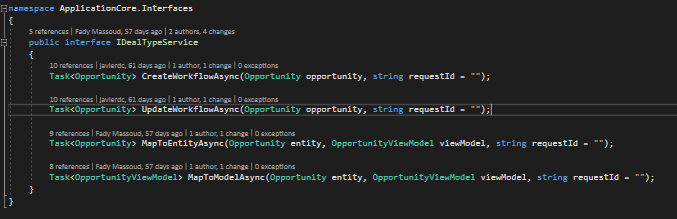 namespace ApplicationCore.Interfaces
{
5 references | Fady Massoud, 57 days ago | 2 authors, 4 changes
public interface IDealTypeService
{
10 references | javierdc, 61 days ago | 1 author, 1 change | 0 exceptions
Task<Opportunity> CreateWorkflowAsync(Opportunity opportunity, string requestId = "");
10 references | javierdc, 61 days ago | 1 author, 1 change | 0 exceptions
Task<Opportunity> UpdateWorkflowAsync(Opportunity opportunity, string requestId = "");
9 references | Fady Massoud, 57 days ago | 1 author, 1 change | 0 exceptions
Task<Opportunity> MapToEntityAsync(Opportunity entity, OpportunityViewModel viewModel, string requestId = "");
8 references | Fady Massoud, 57 days ago | 1 author, 1 change | 0 exceptions
Task<OpportunityViewModel> MapToModelAsync(Opportunity entity, OpportunityViewModel viewModel, string requestId = "");
}
}